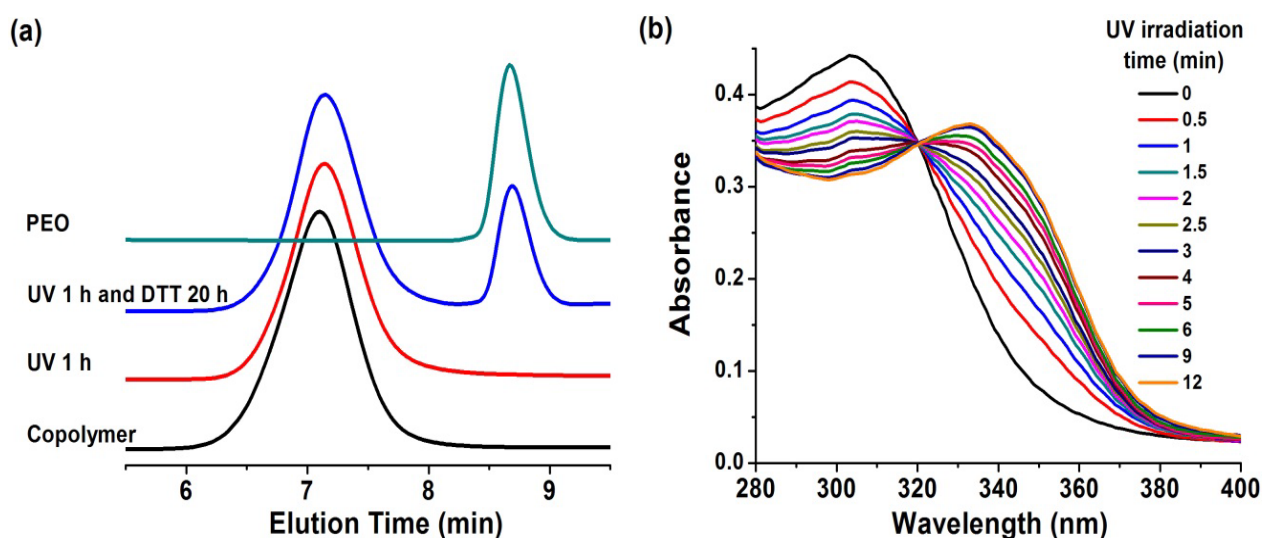 (a)
PEO
UV 1 h and DTT 20 h
UV 1 h
Copolymer
6 7 8 9
Elution Time (min)
(b)
UV irradiation
time (min)
0
0.5
1
1.5
2
2.5
3
4
5
6
9
12
0.4
0.3
0.2
0.1
0.0
Absorbance
280 300 320 340 360 380 400
Wavelength (nm)